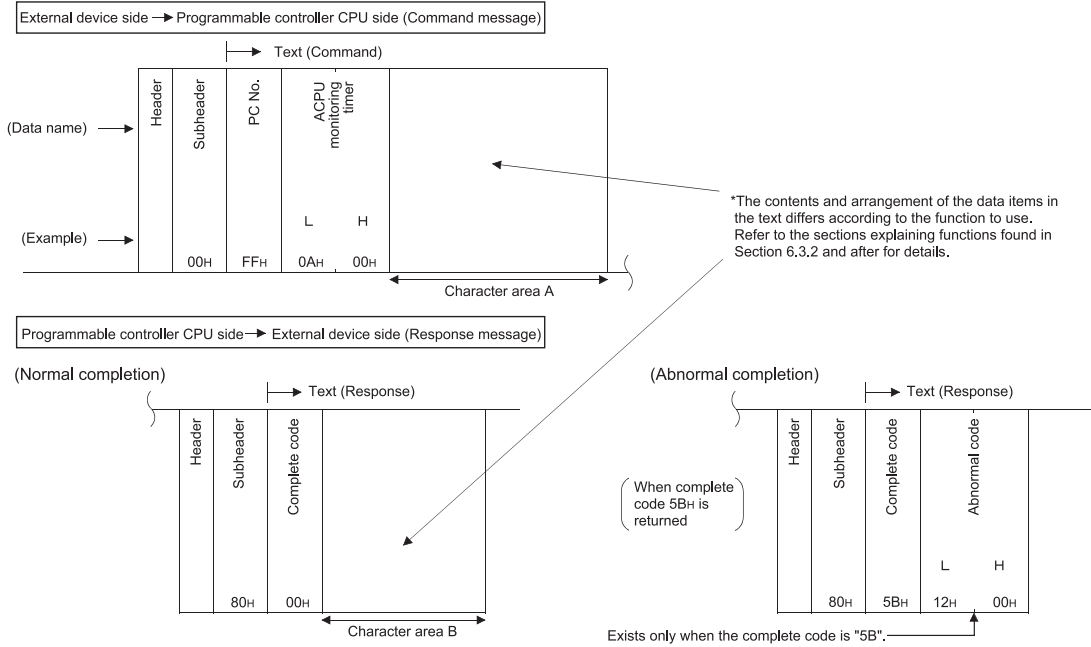 External device side → Programmable controller CPU side (Command message)
Text (Command)
(Data name)
Header
Subheader
PC No.
ACPU
monitoring
timer
(Example)
L H
00H FFH 0AH 00H
Character area A
*The contents and arrangement of the data items in
the text differs according to the function to use.
Refer to the sections explaining functions found in
Section 6.3.2 and after for details.
Programmable controller CPU side → External device side (Response message)
(Normal completion)
Text (Response)
Header
Subheader
Complete code
80H 00H
Character area B
(Abnormal completion)
Text (Response)
Header
Subheader
Complete code
Abnormal code
When complete
code 5BH is
returned
L H
80H 5BH 12H 00H
Exists only when the complete code is "5B".